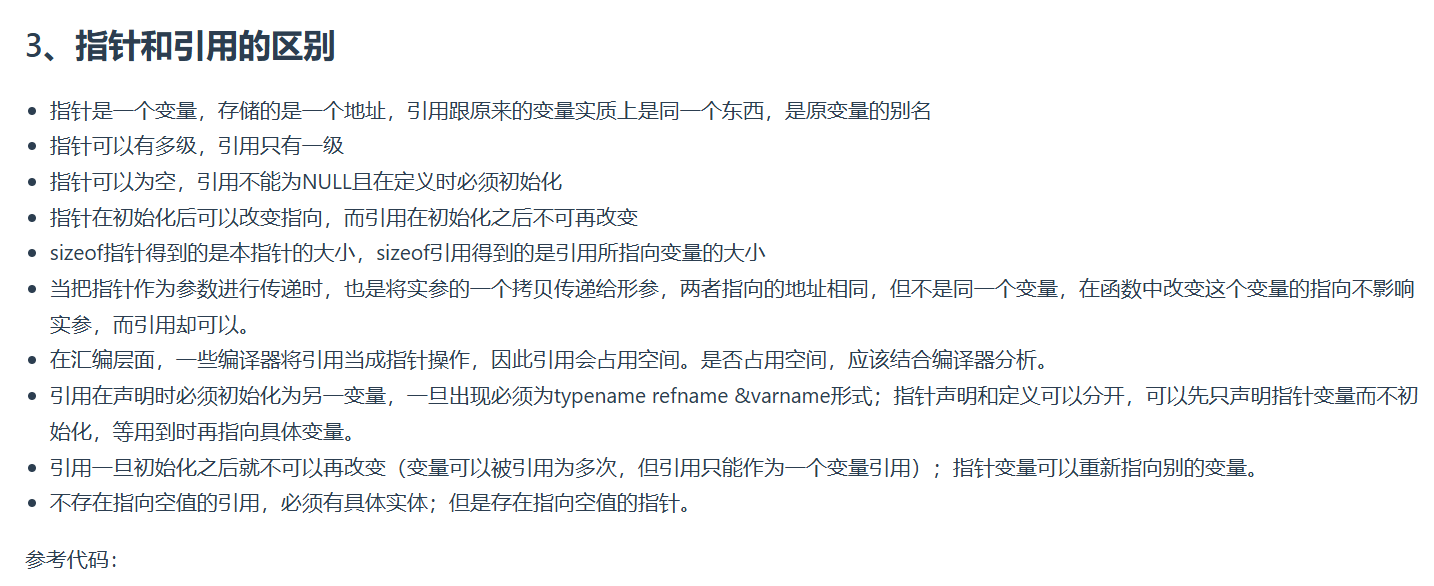 3、指针和引用的区别
指针是一个变量，存储的是一个地址，引用跟原来的变量实质上是同一个东西，是原变量的别名
指针可以有多级，引用只有一级
指针可以为空，引用不能为NULL且在定义时必须初始化
指针在初始化后可以改变指向，而引用在初始化之后不可再改变
sizeof指针得到的是本指针的大小，sizeof引用得到的是引用所指向变量的大小
当把指针作为参数进行传递时，也是将实参的一个拷贝传递给形参，两者指向的地址相同，但不是同一个变量，在函数中改变这个变量的指向不影响
实参，而引用却可以。
在汇编层面，一些编译器将引用当成指针操作，因此引用会占用空间。是否占用空间，应该结合编译器分析。
引用在声明时必须初始化为另一变量，一旦出现必须为typename refname &varname形式；指针声明和定义可以分开，可以先只声明指针变量而不初
始化，等用到时再指向具体变量。
引用一旦初始化之后就不可以再改变（变量可以被引用为多次，但引用只能作为一个变量引用）；指针变量可以重新指向别的变量。
不存在指向空值的引用，必须有具体实体；但是存在指向空值的指针。
参考代码：